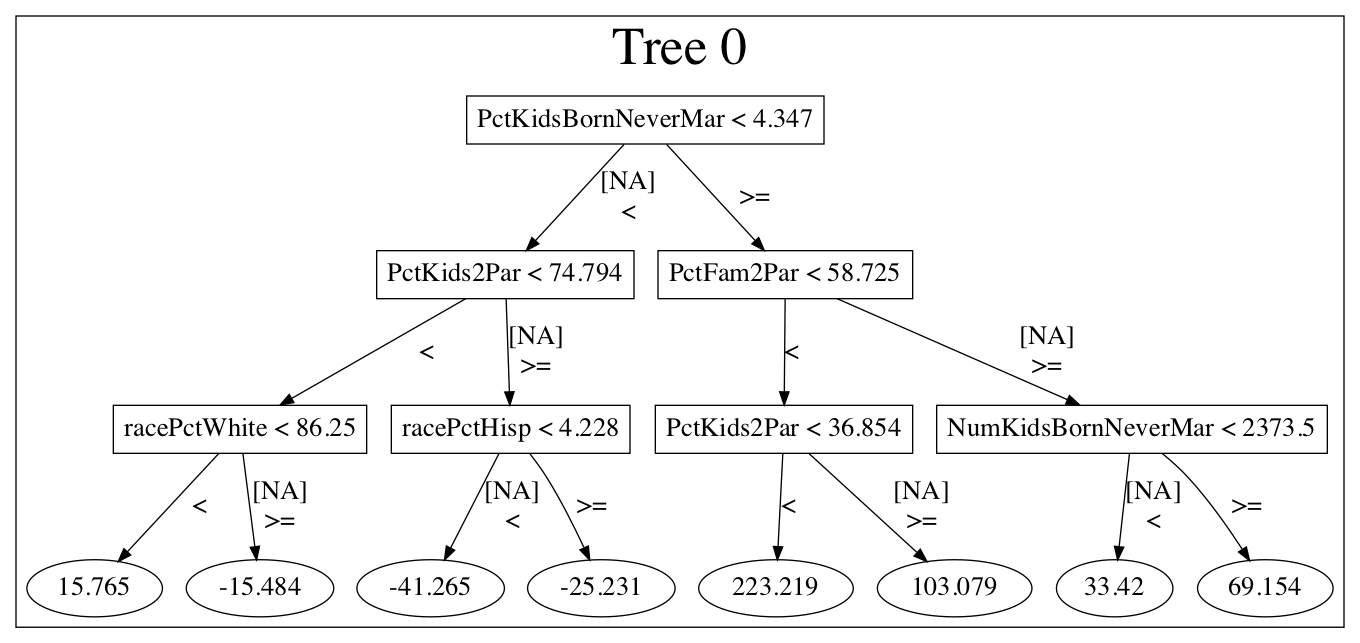 Tree 0
PctKidsBornNeverMar < 4.347
[NA]
<
>=
PctKids2Par < 74.794
PctFam2Par < 58.725
<
[NA]
>=
<
[NA]
>=
racePctWhite < 86.25
racePctHisp < 4.228
PctKids2Par < 36.854
NumKidsBornNeverMar < 2373.5
<
[NA]
>=
[NA]
<
>=
<
[NA]
>=
[NA]
<
>=
15.765
-15.484
-41.265
-25.231
223.219
103.079
33.42
69.154